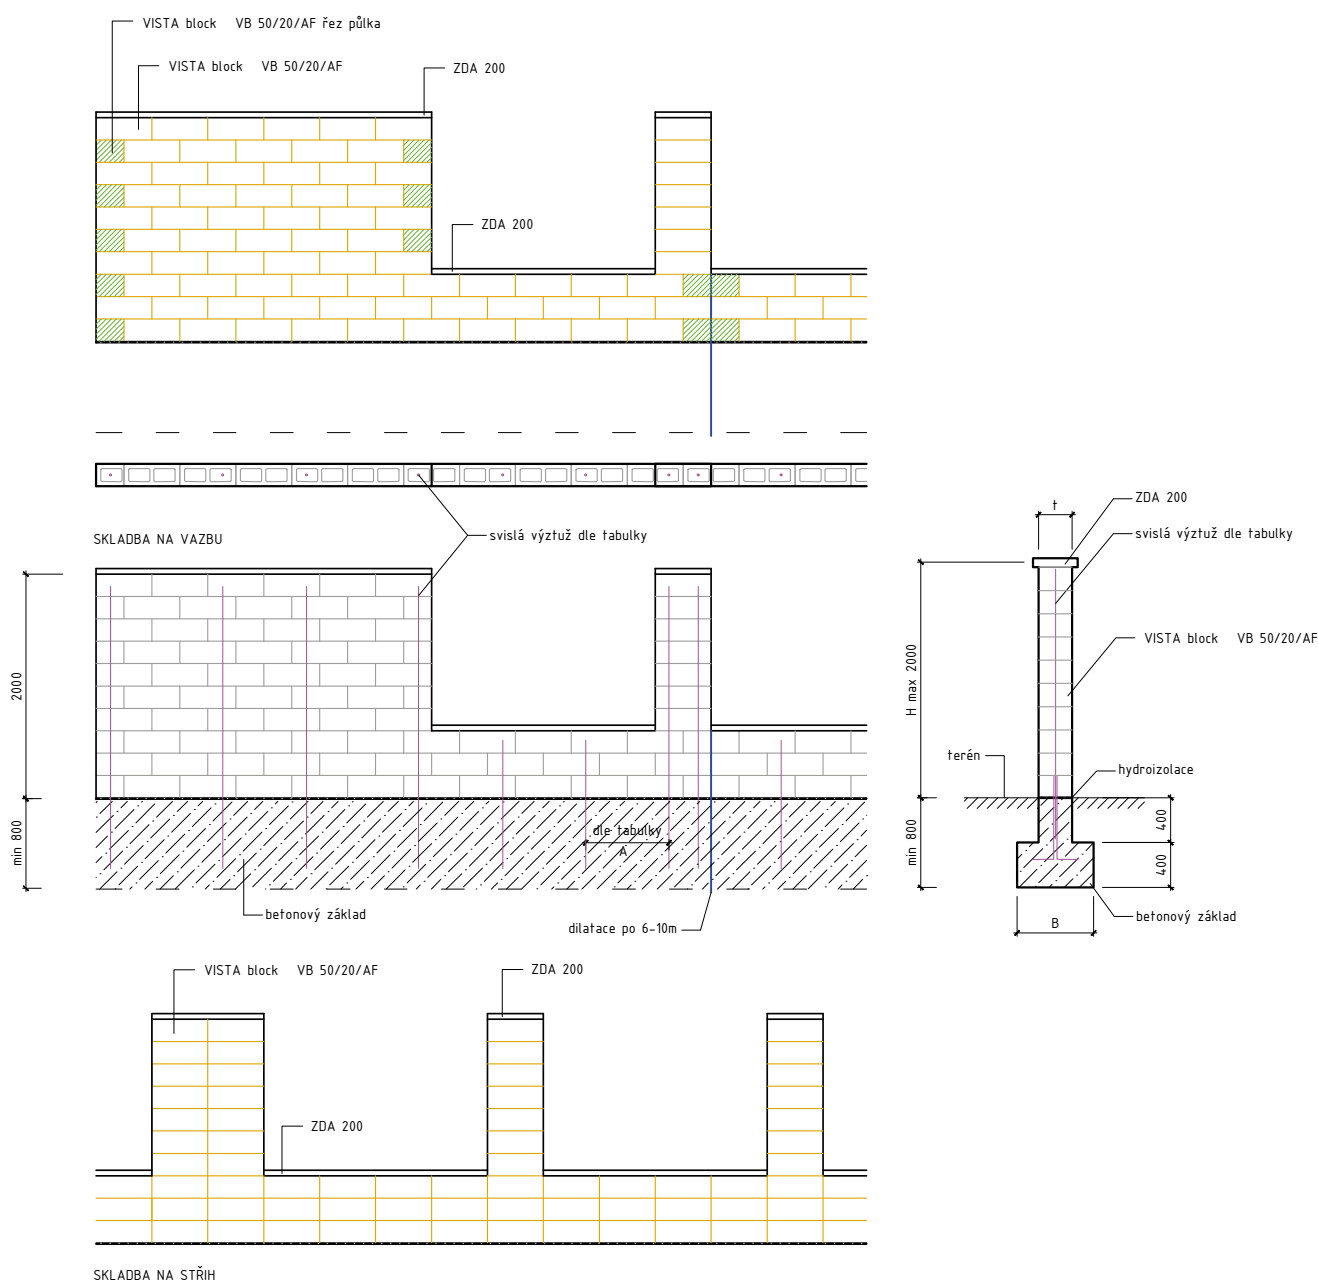 VISTA block VB 50/20/AF řez půlka
VISTA block VB 50/20/AF
ZDA 200
ZDA 200
SKLADBA NA VAZBU
svislá výztuž dle tabulky
2000
min 800
dle tabulky
A
betonový základ
dilatace po 6-10m
t
ZDA 200
svislá výztuž dle tabulky
VISTA block VB 50/20/AF
H max 2000
terén
hydroizolace
min 800
400
400
B
betonový základ
VISTA block VB 50/20/AF
ZDA 200
ZDA 200
SKLADBA NA STŘIH